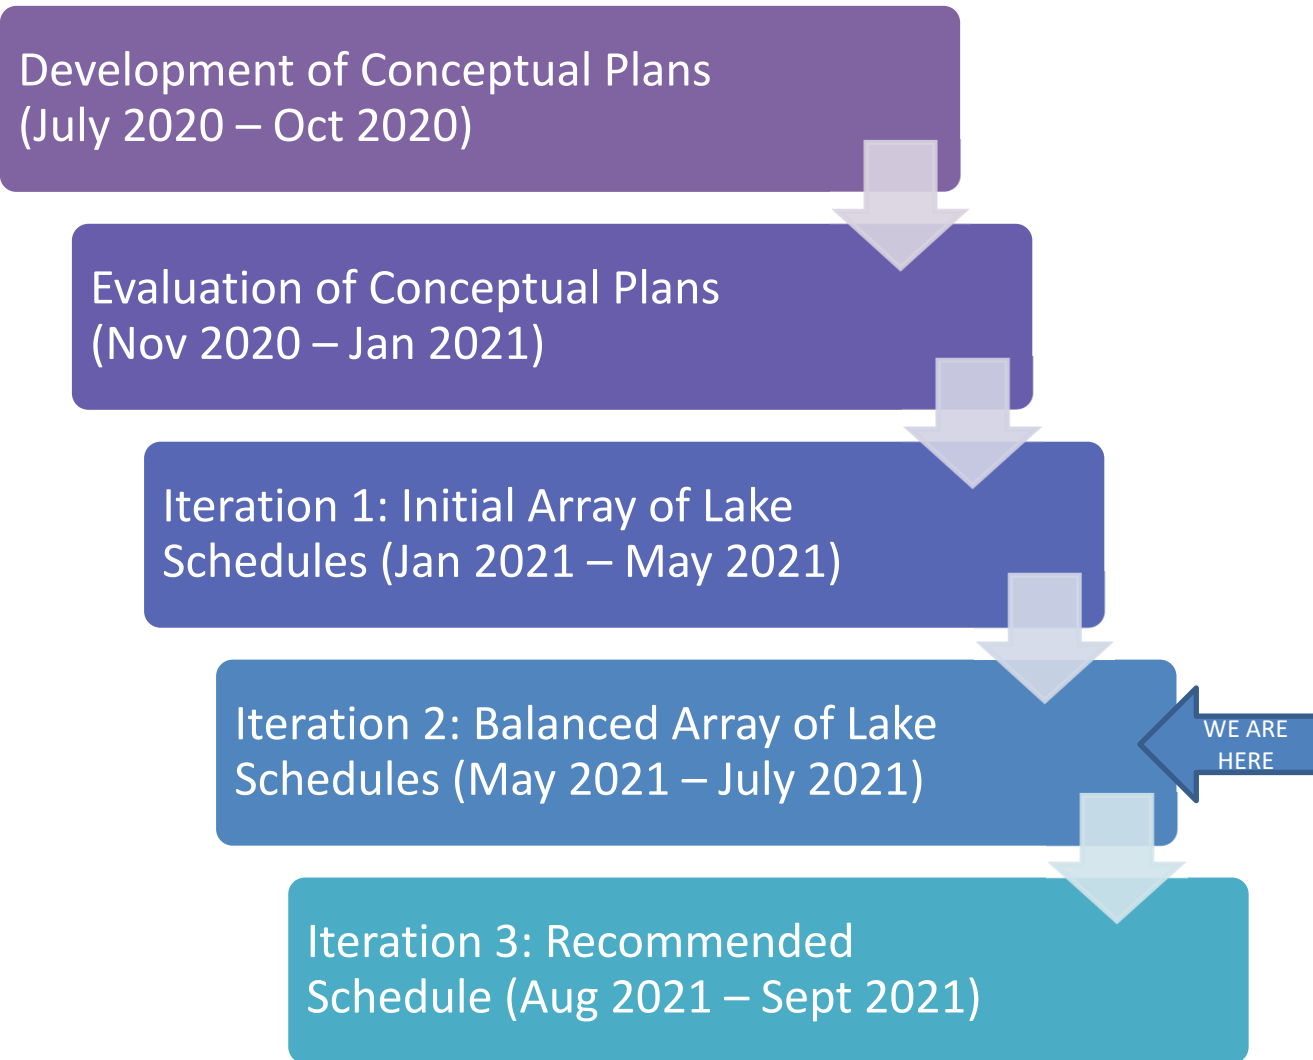 Development of Conceptual Plans
(July 2020 – Oct 2020)
Evaluation of Conceptual Plans
(Nov 2020 – Jan 2021)
Iteration 1: Initial Array of Lake
Schedules (Jan 2021 – May 2021)
Iteration 2: Balanced Array of Lake
Schedules (May 2021 – July 2021)
WE ARE
HERE
Iteration 3: Recommended
Schedule (Aug 2021 – Sept 2021)